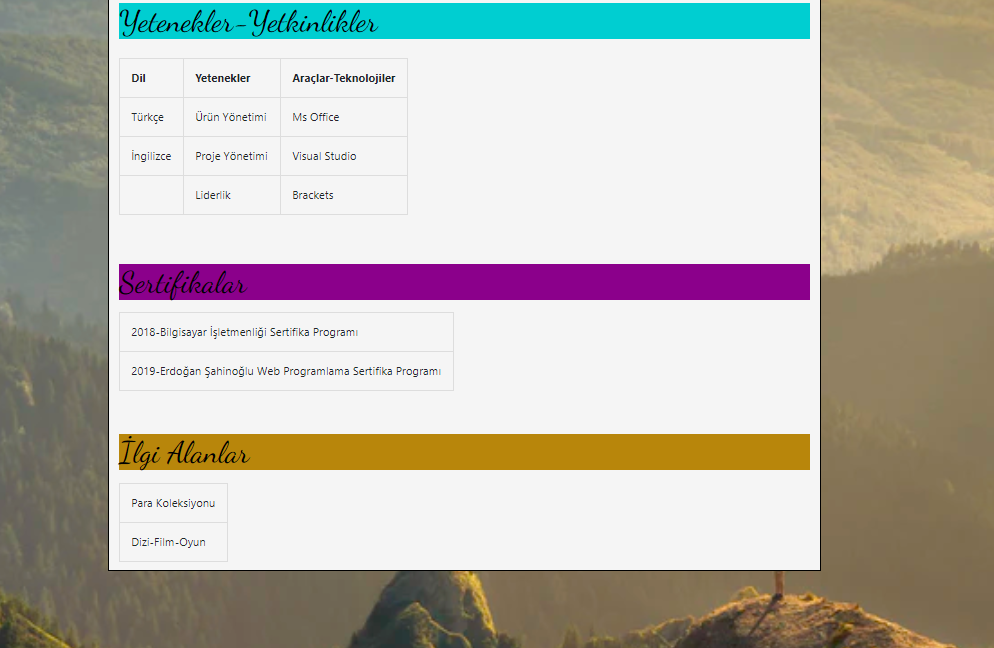 Yetenekler-Yetkinlikler
Dil Yetenekler Araçlar-Teknolojiler
Türkçe Ürün Yönetimi Ms Office
İngilizce Proje Yönetimi Visual Studio
Liderlik Brackets
Sertifikalar
2018-Bilgisayar İşletmenliği Sertifika Programı
2019-Erdoğan Şahinoğlu Web Programlama Sertifika Programı
İlgi Alanlar
Para Koleksiyonu
Dizi-Film-Oyun